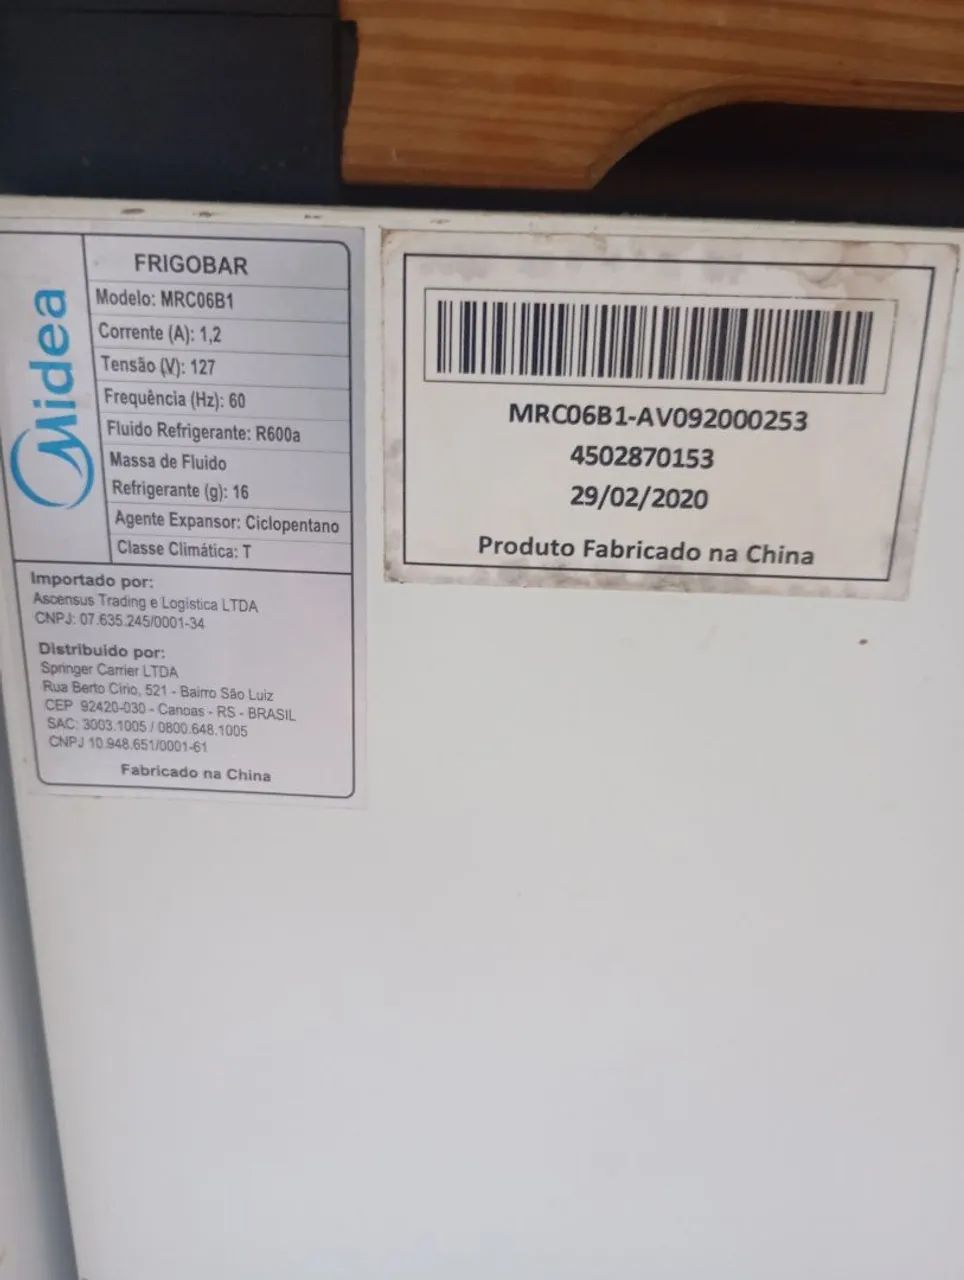 Midea
FRIGOBAR
Modelo: MRC06B1
Corrente (A): 1,2
Tensão (V): 127
Frequência (Hz): 60
Fluido Refrigerante: R600a
Massa de Fluido
Refrigerante (g): 16
Agente Expansor: Ciclopentano
Classe Climática: T
Importado por:
Ascensus Trading e Logística LTDA
CNPJ: 07.635.245/0001-34
Distribuido por:
Springer Carrier LTDA
Rua Berto Círio, 521 - Bairro São Luiz
CEP 92420-030 - Canoas - RS - BRASIL
SAC: 3003.1005 / 0800.648.1005
CNPJ 10.948.651/0001-61
Fabricado na China
MRC06B1-AV092000253
4502870153
29/02/2020
Produto Fabricado na China